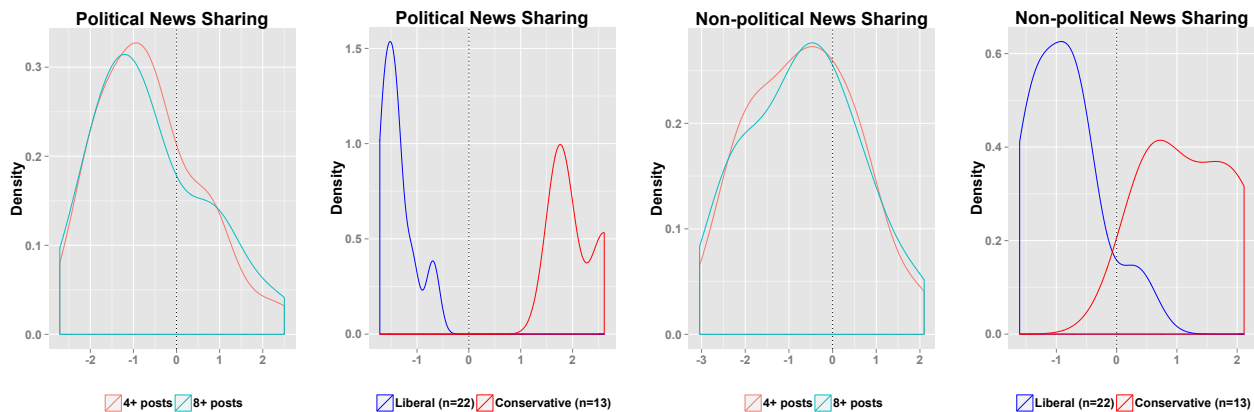 Political News Sharing
Density
0.3
0.2
0.1
0.0
-2 -1 0 1 2
4+ posts 8+ posts
Political News Sharing
Density
1.5
1.0
0.5
0.0
-1 0 1 2
Liberal (n=22) Conservative (n=13)
Non-political News Sharing
Density
0.2
0.1
0.0
-3 -2 -1 0 1 2
4+ posts 8+ posts
Non-political News Sharing
Density
0.6
0.4
0.2
0.0
-1 0 1 2
Liberal (n=22) Conservative (n=13)